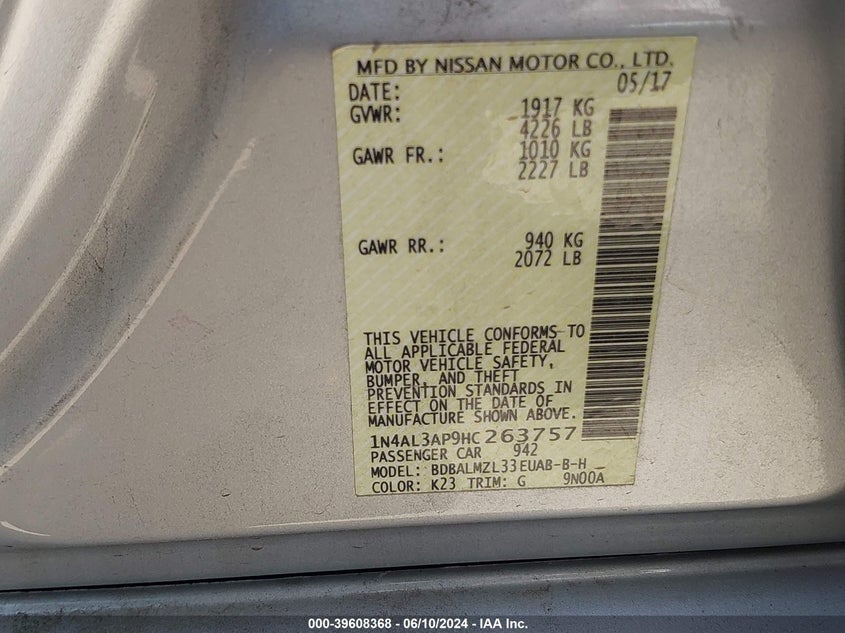 MFD BY NISSAN MOTOR CO., LTD.
DATE: 05/17
GVWR: 1917 KG
4226 LB
GAWR FR.: 1010 KG
2227 LB
GAWR RR.: 940 KG
2072 LB
THIS VEHICLE CONFORMS TO
ALL APPLICABLE FEDERAL
MOTOR VEHICLE SAFETY,
BUMPER, AND THEFT
PREVENTION STANDARDS IN
EFFECT ON THE DATE OF
MANUFACTURE SHOWN ABOVE.
1N4AL3AP9HC263757
PASSENGER CAR 942
MODEL: BDBALMZL33EUAB-B-H_
COLOR: K23 TRIM: G 9N00A
000-39608368 - 06/10/2024 - IAA Inc.